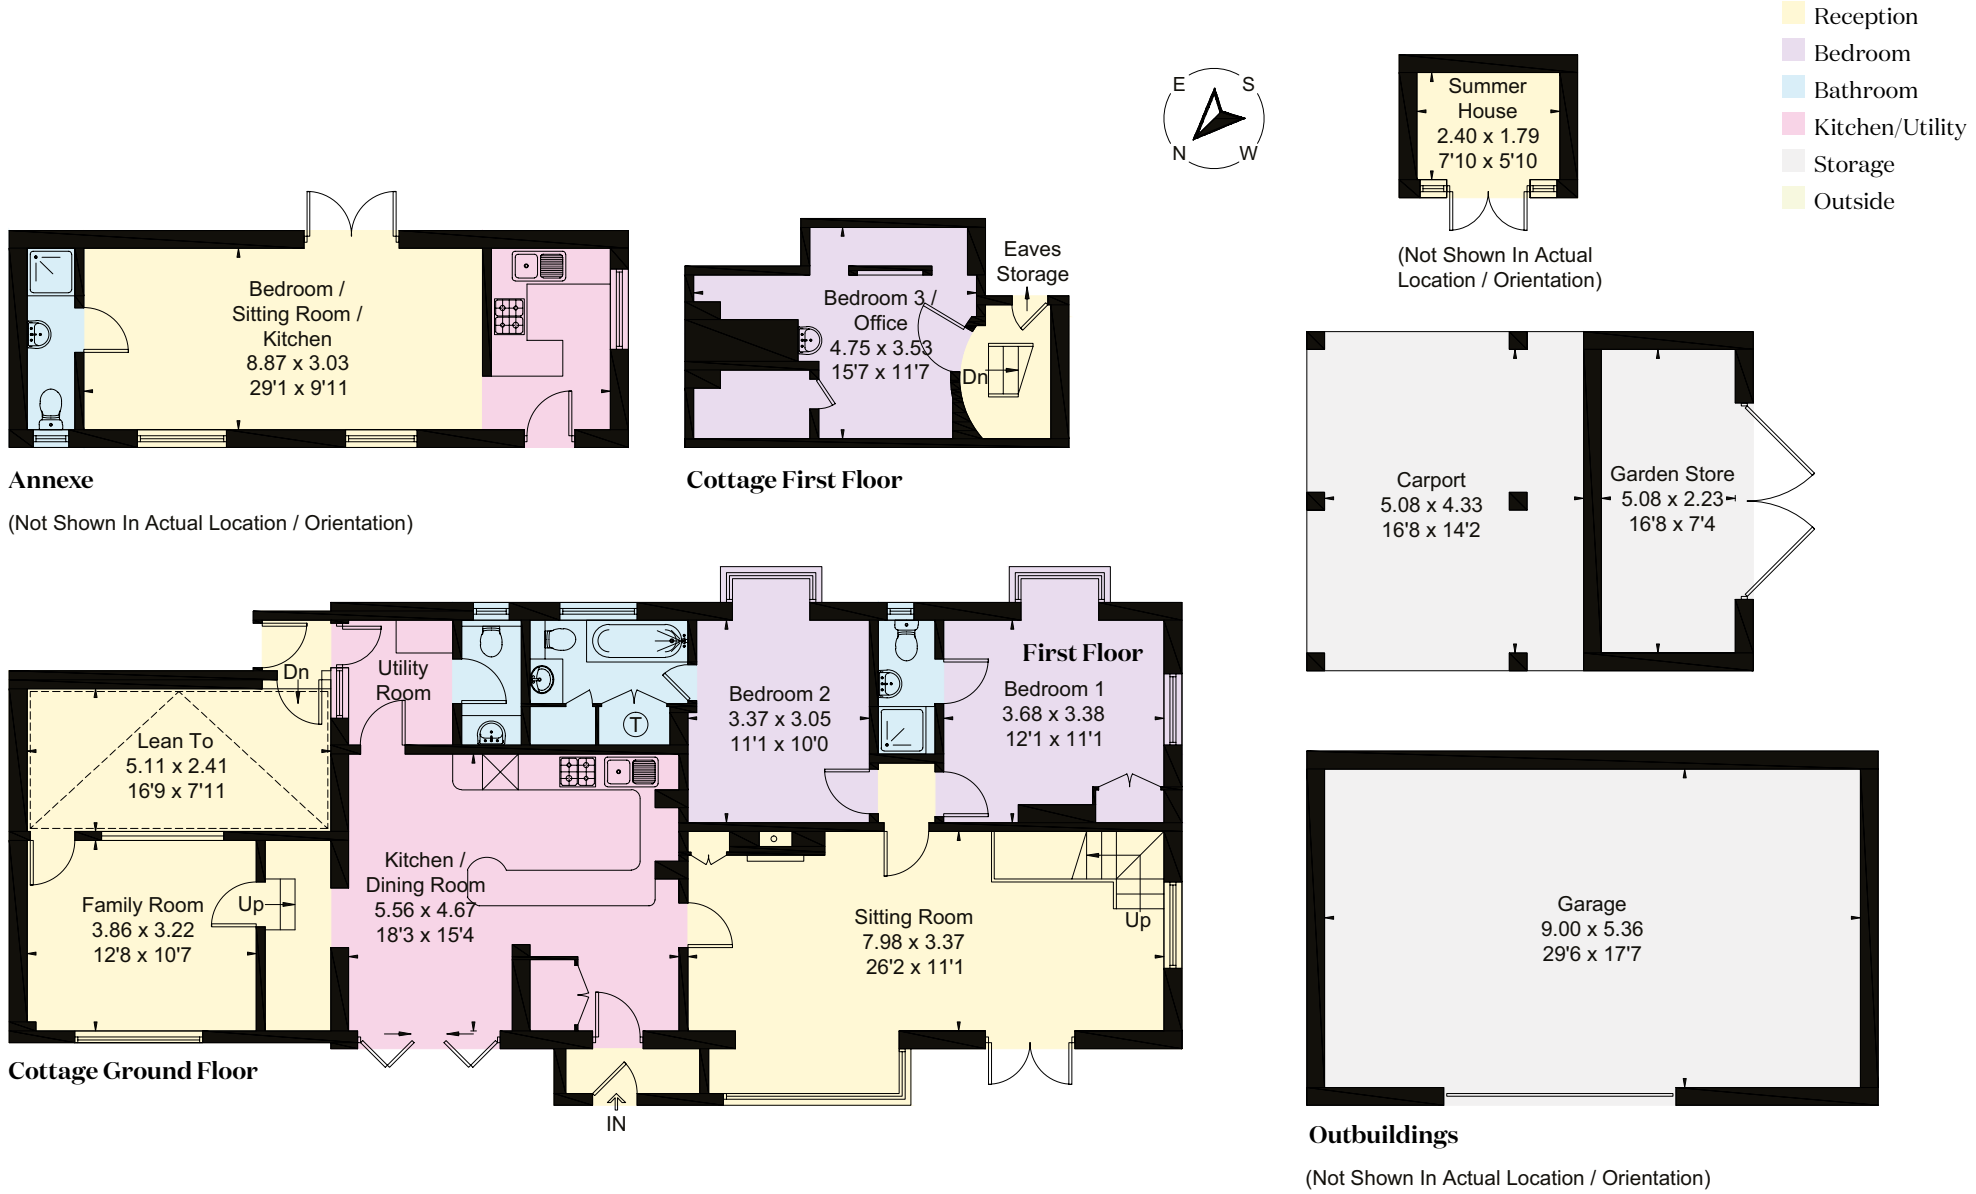 Reception
Bedroom
Bathroom
Kitchen/Utility
Storage
Outside
E
S
N
W
Summer
House
2.40 x 1.79
7'10 x 5'10
(Not Shown In Actual
Location / Orientation)
Bedroom /
Sitting Room /
Kitchen
8.87 x 3.03
29'1 x 9'11
Annexe
(Not Shown In Actual Location / Orientation)
Eaves
Storage
Bedroom 3 /
Office
4.75 x 3.53
15'7 x 11'7
Dn
Cottage First Floor
Carport
5.08 x 4.33
16'8 x 14'2
Garden Store
5.08 x 2.23
16'8 x 7'4
Dn
Utility
Room
T
Lean To
5.11 x 2.41
16'9 x 7'11
Bedroom 2
3.37 x 3.05
11'1 x 10'0
First Floor
Bedroom 1
3.68 x 3.38
12'1 x 11'1
Family Room
3.86 x 3.22
12'8 x 10'7
Up
Kitchen /
Dining Room
5.56 x 4.67
18'3 x 15'4
Sitting Room
7.98 x 3.37
26'2 x 11'1
Up
Cottage Ground Floor
IN
Garage
9.00 x 5.36
29'6 x 17'7
Outbuildings
(Not Shown In Actual Location / Orientation)